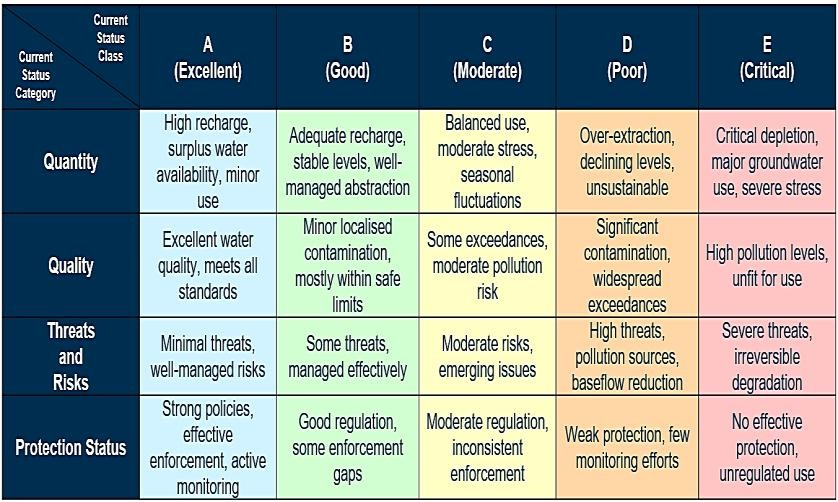 Current
Status
Class
Current
Status
Category
A
(Excellent)
B
(Good)
C
(Moderate)
D
(Poor)
E
(Critical)
Quantity
High recharge,
surplus water
availability, minor
use
Adequate recharge,
stable levels, well-
managed abstraction
Balanced use,
moderate stress,
seasonal
fluctuations
Over-extraction,
declining levels,
unsustainable
Critical depletion,
major groundwater
use, severe stress
Quality
Excellent water
quality, meets all
standards
Minor localised
contamination,
mostly within safe
limits
Some exceedances,
moderate pollution
risk
Significant
contamination,
widespread
exceedances
High pollution levels,
unfit for use
Threats
and
Risks
Minimal threats,
well-managed risks
Some threats,
managed effectively
Moderate risks,
emerging issues
High threats,
pollution sources,
baseflow reduction
Severe threats,
irreversible
degradation
Protection Status
Strong policies,
effective
enforcement, active
monitoring
Good regulation,
some enforcement
gaps
Moderate regulation,
inconsistent
enforcement
Weak protection, few
monitoring efforts
No effective
protection,
unregulated use